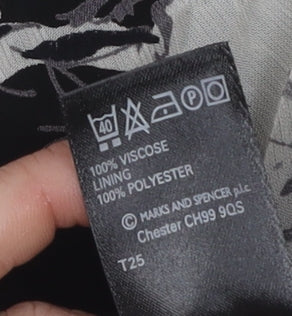 40
P
100% VISCOSE
LINING
100% POLYESTER
© MARKS AND SPENCER p.l.c.
Chester CH99 9QS
T25